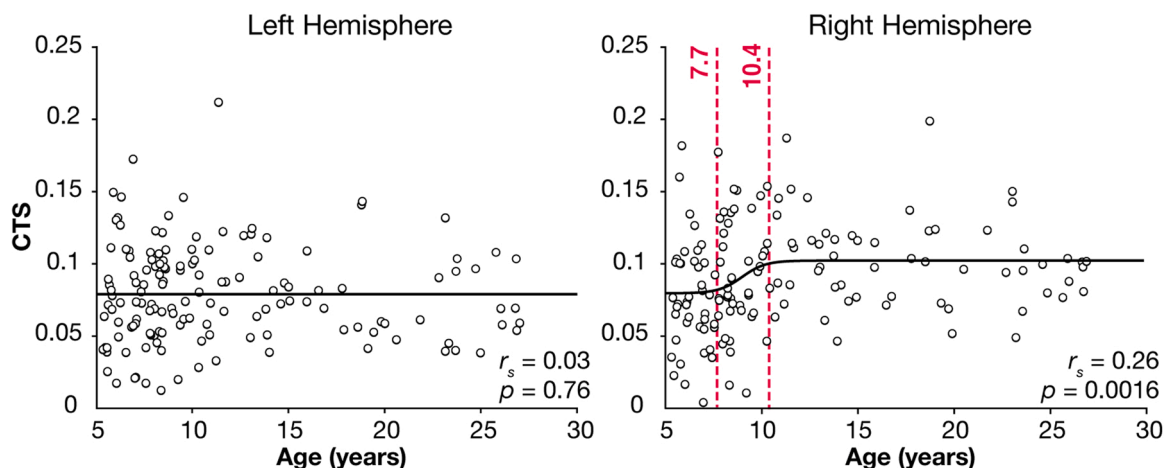 Left Hemisphere
CTS
0.25
0.2
0.15
0.1
0.05
0
5
10
15
20
25
30
Age (years)
r_s = 0.03
p = 0.76
Right Hemisphere
0.25
0.2
0.15
0.1
0.05
0
7.7
10.4
5
10
15
20
25
30
Age (years)
r_s = 0.26
p = 0.0016